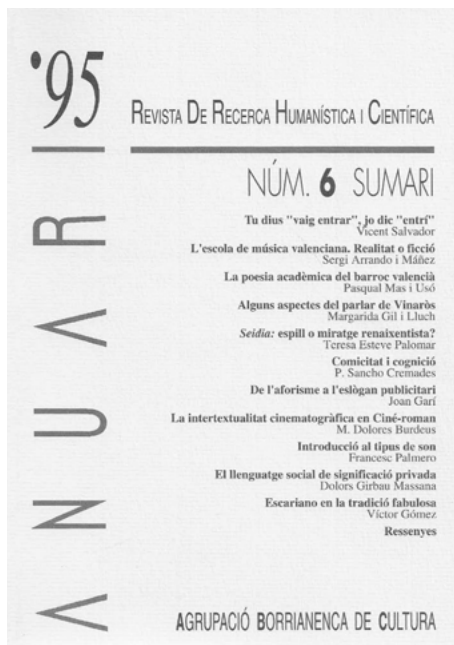 '95
REVISTA DE RECERCA HUMANÍSTICA I CIENTÍFICA
NÚM. 6 SUMARI
Tu dius "vaig entrar", jo dic "entrí"
Vicent Salvador
L'escola de música valenciana. Realitat o ficció
Sergi Arrando i Máñez
La poesia acadèmica del barroc valencià
Pasqual Mas i Usó
Alguns aspectes del parlar de Vinaròs
Margarida Gil i Lluch
Seidia: espill o miratge renaixentista?
Teresa Esteve Palomar
Comicitat i cognició
P. Sancho Cremades
De l'aforisme a l'eslògan publicitari
Joan Garí
La intertextualitat cinematogràfica en Ciné-roman
M. Dolores Burdeus
Introducció al tipus de son
Francesc Palmero
El llenguatge social de significació privada
Dolors Girbau Massana
Escariano en la tradició fabulosa
Víctor Gómez
Ressenyes
ANUARI
AGRUPACIÓ BORRIANENCA DE CULTURA